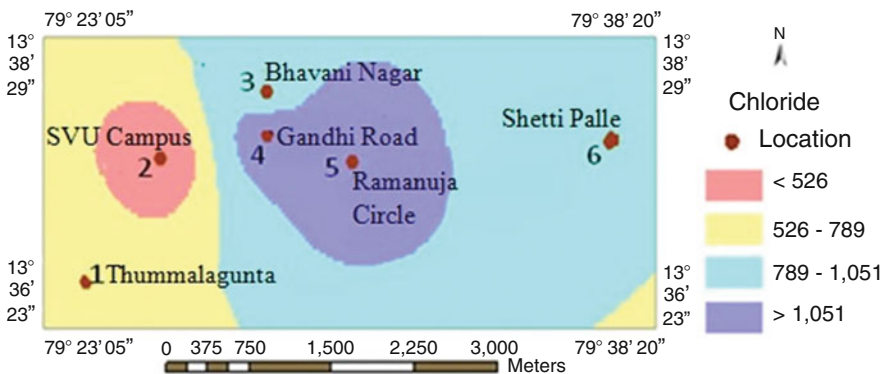 79° 23' 05”
79° 38' 20”
13°
38'
29”
13°
38'
29”
N
3 Bhavani Nagar
Chloride
SVU Campus
2
4
Gandhi Road
5
Ramanuja
Circle
Shetti Palle
6
Location
< 526
526 - 789
789 - 1,051
> 1,051
1 Thummalagunta
13°
36'
23”
13°
36'
23”
79° 23' 05”
79° 38' 20”
0 375 750 1,500 2,250 3,000
Meters